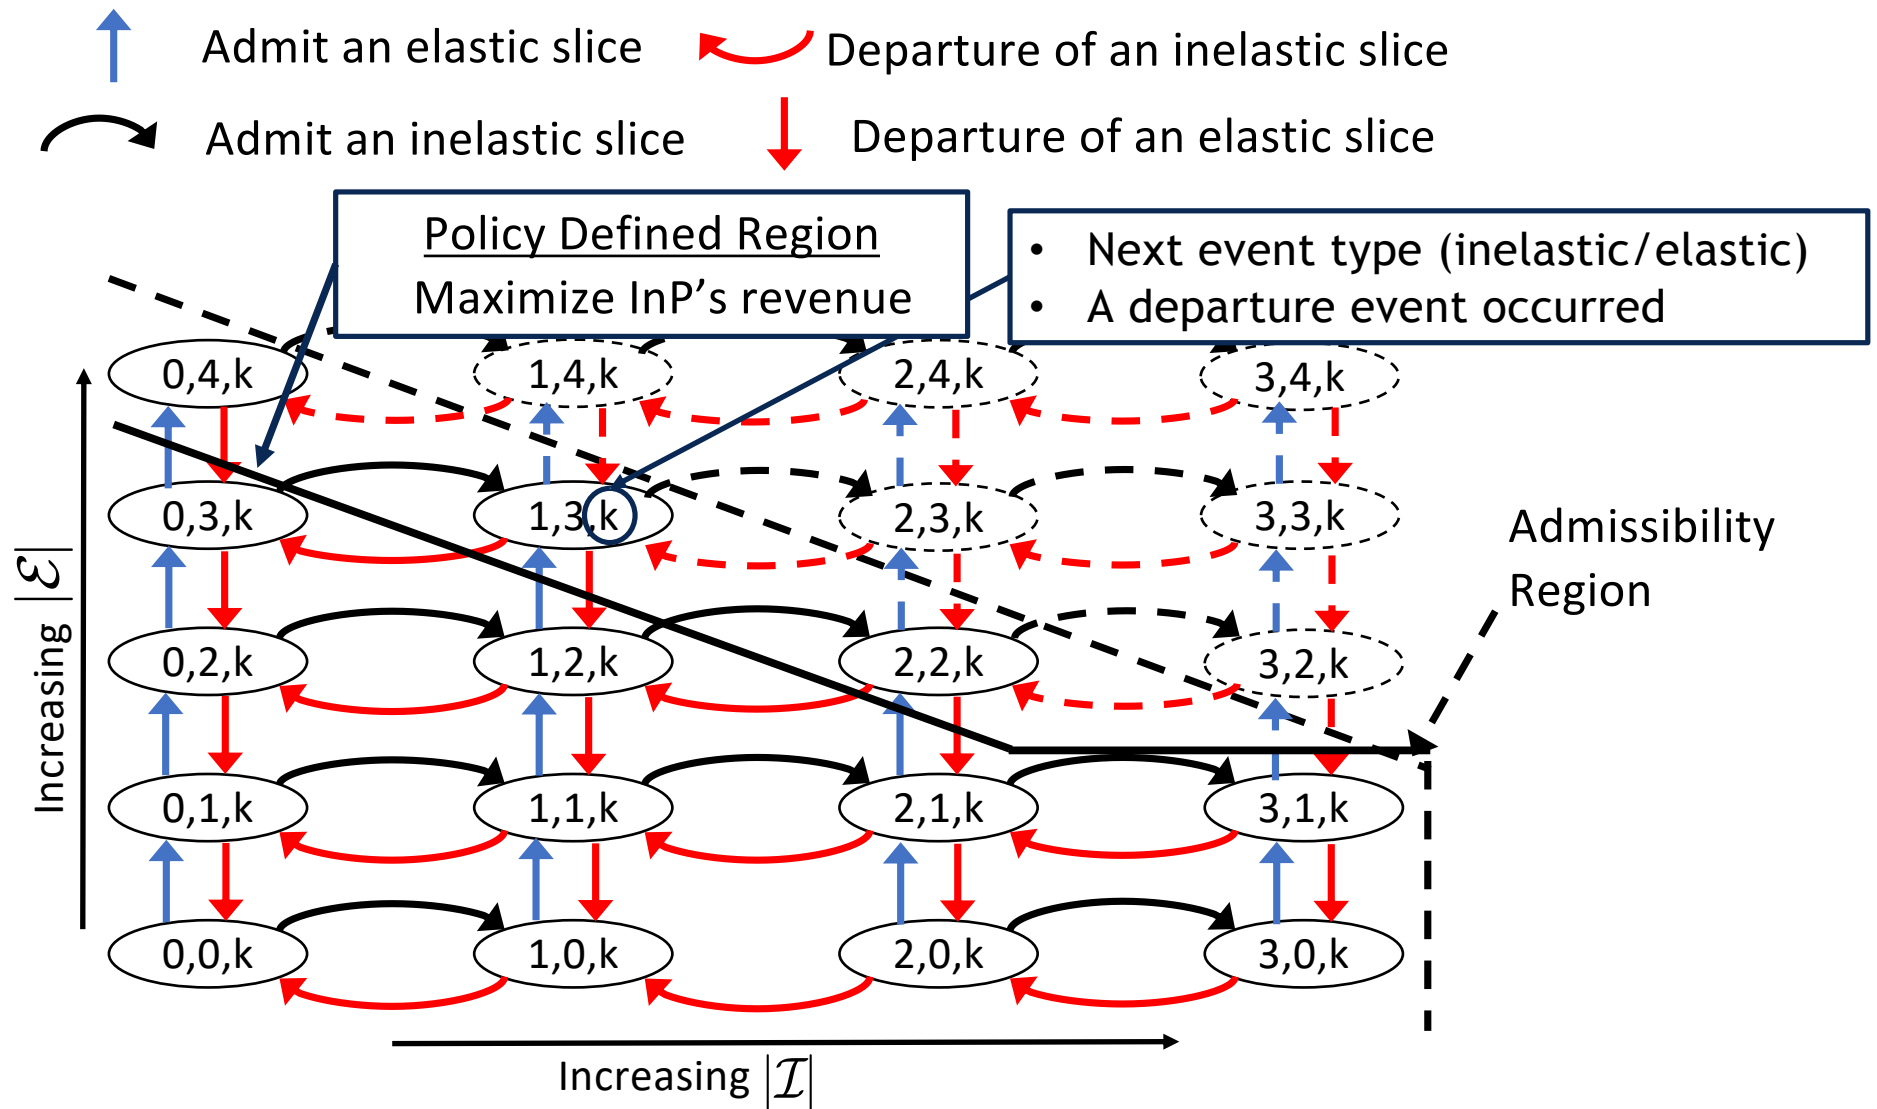 Admit an elastic slice
Departure of an inelastic slice
Admit an inelastic slice
Departure of an elastic slice
Policy Defined Region
Maximize InP’s revenue
• Next event type (inelastic/elastic)
• A departure event occurred
0,4,k 1,4,k 2,4,k 3,4,k
0,3,k 1,3,k 2,3,k 3,3,k
Admissibility
Region
0,2,k 1,2,k 2,2,k 3,2,k
0,1,k 1,1,k 2,1,k 3,1,k
0,0,k 1,0,k 2,0,k 3,0,k
Increasing |ℰ|
Increasing |ℐ|